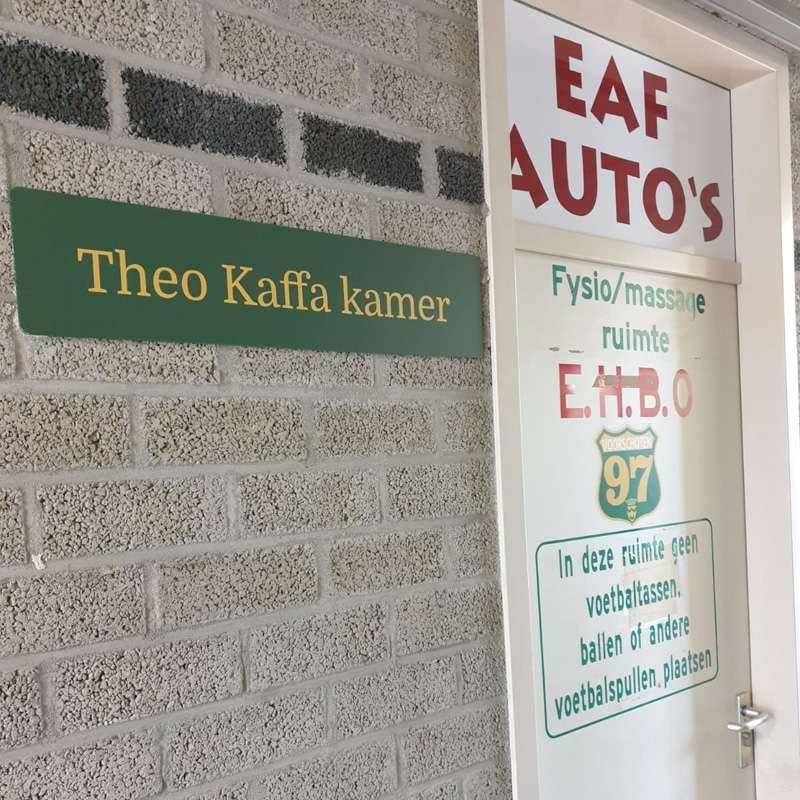 Theo Kaffa kamer
EAF
AUTO'S
Fysio/massage
ruimte
E.H.B.O
VOORSCHOTEN
97
In deze ruimte geen
voetbaltassen,
ballen of andere
voetbalspullen plaatsen